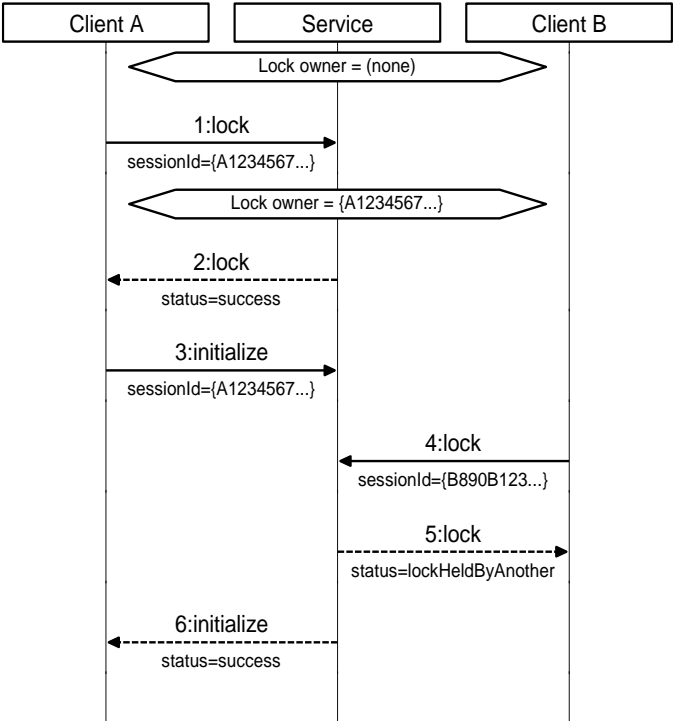 Client A
Service
Client B
Lock owner = (none)
1:lock
sessionId={A1234567...}
Lock owner = {A1234567...}
2:lock
status=success
3:initialize
sessionId={A1234567...}
4:lock
sessionId={B890B123...}
5:lock
status=lockHeldByAnother
6:initialize
status=success